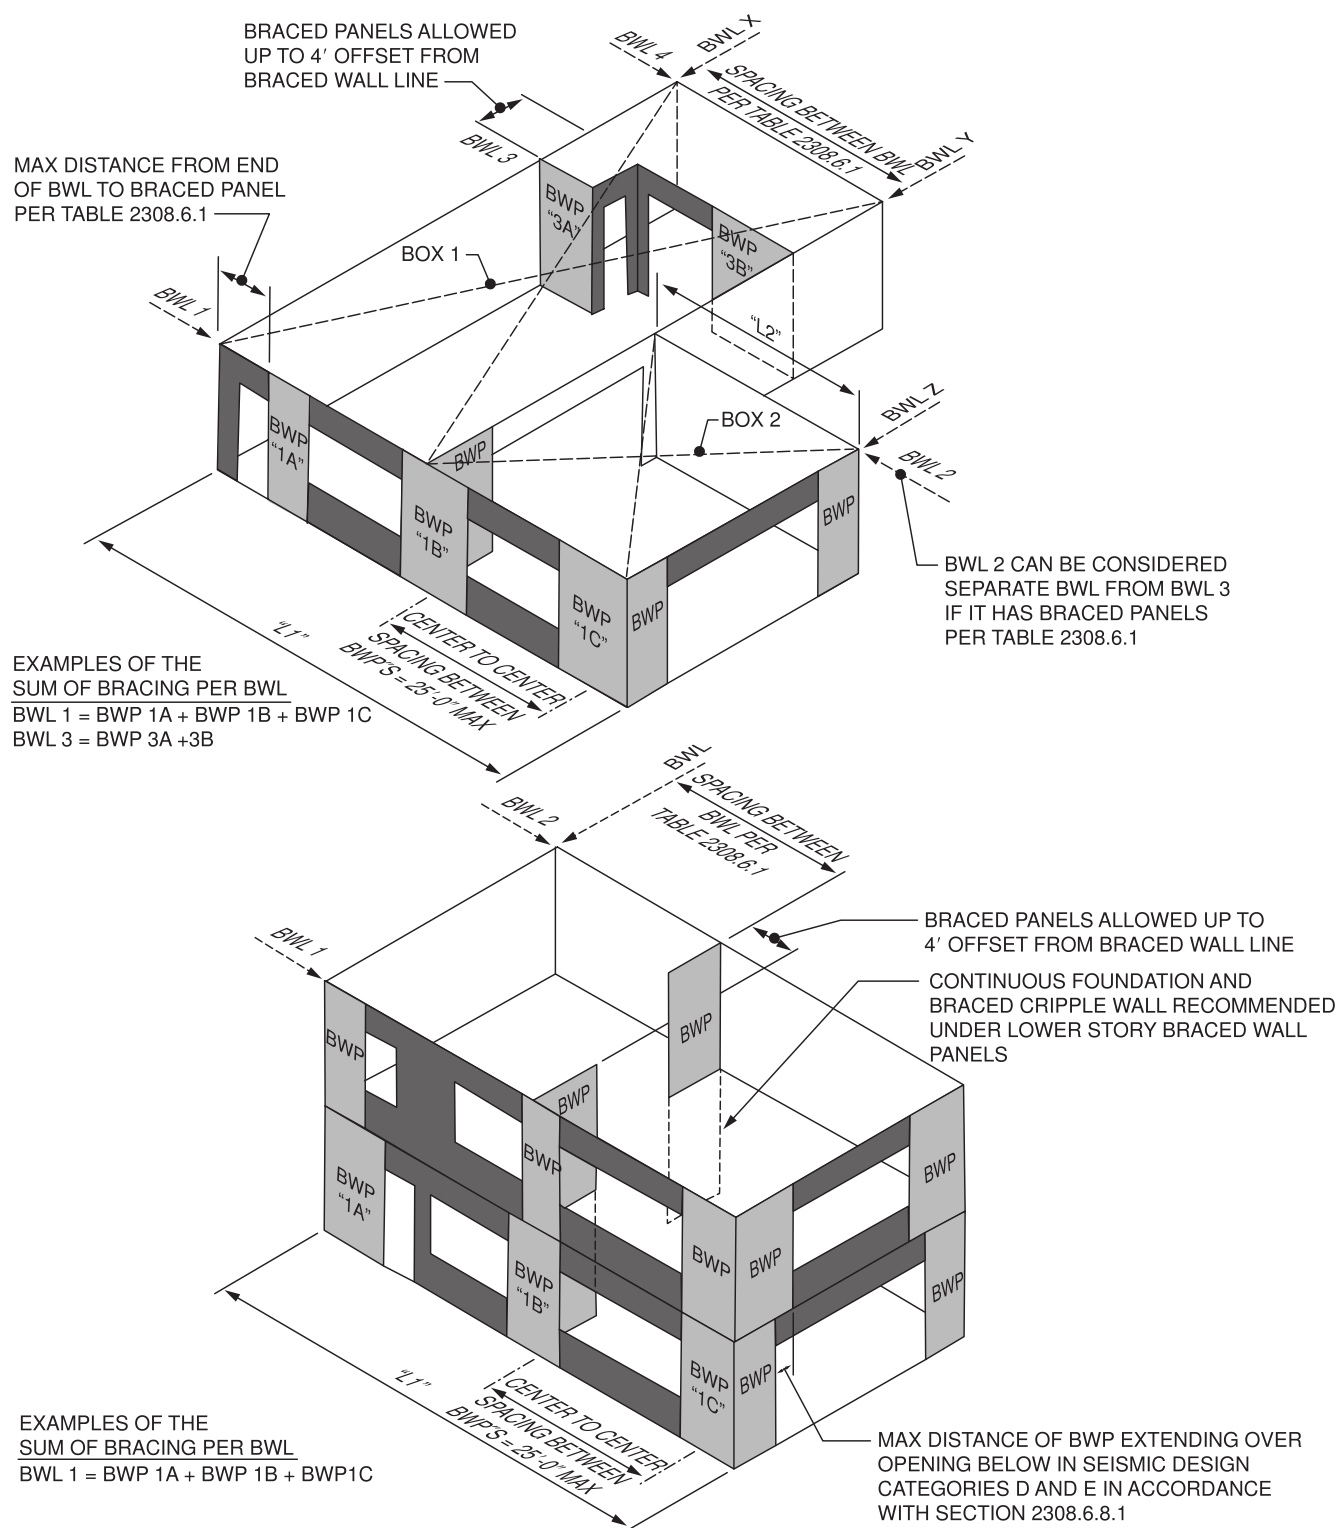 BRACED PANELS ALLOWED
UP TO 4′ OFFSET FROM
BRACED WALL LINE
BWL 4
BWL X
SPACING BETWEEN BWL
PER TABLE 2308.6.1
BWL Y
BWL 3
MAX DISTANCE FROM END
OF BWL TO BRACED PANEL
PER TABLE 2308.6.1
BWP
“3A”
BWP
“3B”
BOX 1
BWL 1
“L2”
BWL Z
BOX 2
BWL 2
BWP
“1A”
BWP
BWP
“1B”
BWP
BWP
“1C”
BWP
BWL 2 CAN BE CONSIDERED
SEPARATE BWL FROM BWL 3
IF IT HAS BRACED PANELS
PER TABLE 2308.6.1
“L1”
CENTER TO CENTER
SPACING BETWEEN
BWP″S = 25′-0″ MAX
EXAMPLES OF THE
SUM OF BRACING PER BWL
BWL 1 = BWP 1A + BWP 1B + BWP 1C
BWL 3 = BWP 3A +3B
BWL
BWL 2
SPACING BETWEEN
BWL PER
TABLE 2308.6.1
BWL 1
BRACED PANELS ALLOWED UP TO
4′ OFFSET FROM BRACED WALL LINE
CONTINUOUS FOUNDATION AND
BRACED CRIPPLE WALL RECOMMENDED
UNDER LOWER STORY BRACED WALL
PANELS
BWP
BWP
BWP
BWP
BWP
BWP
“1A”
BWP
BWP
BWP
BWP
“1B”
BWP
“1C”
BWP
“L1”
CENTER TO CENTER
SPACING BETWEEN
BWP'S = 25′-0″ MAX
EXAMPLES OF THE
SUM OF BRACING PER BWL
BWL 1 = BWP 1A + BWP 1B + BWP1C
MAX DISTANCE OF BWP EXTENDING OVER
OPENING BELOW IN SEISMIC DESIGN
CATEGORIES D AND E IN ACCORDANCE
WITH SECTION 2308.6.8.1